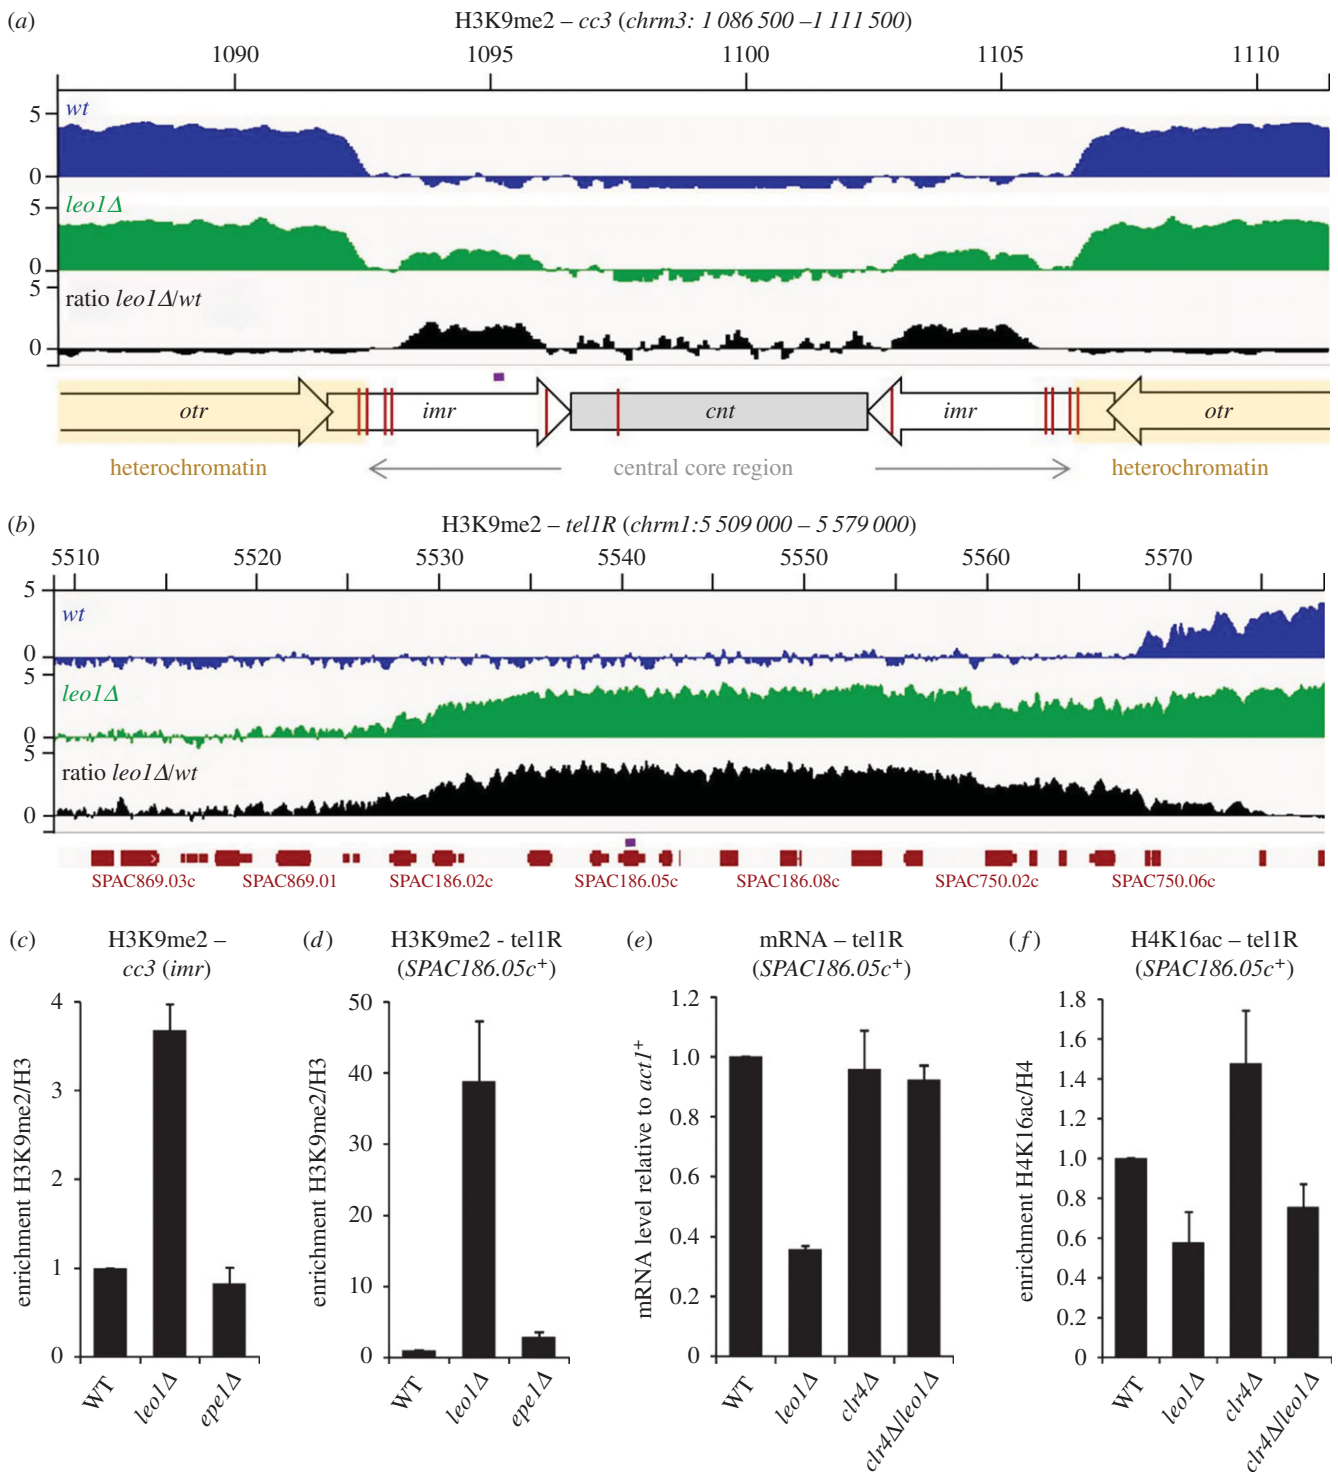 (a) H3K9me2 – cc3 (chrm3: 1 086 500 –1 111 500)
1090 1095 1100 1105 1110
5
wt
0
5
leo1Δ
0
5
ratio leo1Δ/wt
0
otr imr cnt imr otr
heterochromatin central core region heterochromatin
(b) H3K9me2 – tel1R (chrm1:5 509 000 – 5 579 000)
5510 5520 5530 5540 5550 5560 5570
5
wt
0
5
leo1Δ
0
5
ratio leo1Δ/wt
0
SPAC869.03c SPAC869.01 SPAC186.02c SPAC186.05c SPAC186.08c SPAC750.02c SPAC750.06c
(c) H3K9me2 –
cc3 (imr)
enrichment H3K9me2/H3
4
3
2
1
0
WT leo1Δ epe1Δ
(d) H3K9me2 - tel1R
(SPAC186.05c+)
enrichment H3K9me2/H3
50
40
30
20
10
0
WT leo1Δ epe1Δ
(e) mRNA – tel1R
(SPAC186.05c+)
mRNA level relative to act1+
1.2
1.0
0.8
0.6
0.4
0.2
0
WT leo1Δ clr4Δ clr4Δ/leo1Δ
(f) H4K16ac – tel1R
(SPAC186.05c+)
enrichment H4K16ac/H4
1.8
1.6
1.4
1.2
1.0
0.8
0.6
0.4
0.2
0
WT leo1Δ clr4Δ clr4Δ/leo1Δ